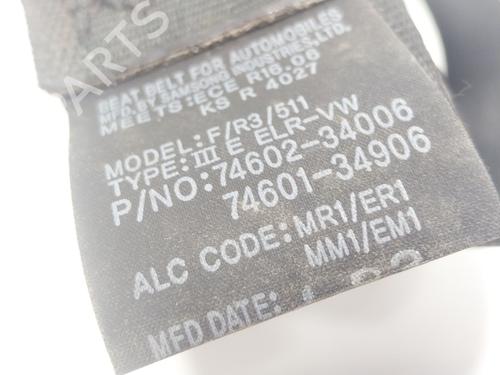 SEAT BELT FOR AUTOMOBILES
MFD.BY SAMSONG INDUSTRIES,LTD.
MEETS:ECE R16.06
KS R 4027
MODEL:F/R3/511
TYPE:III E ELR-VW
P/NO:74602-34006
74601-34906
ALC CODE:MR1/ER1
MM1/EM1
MFD DATE: